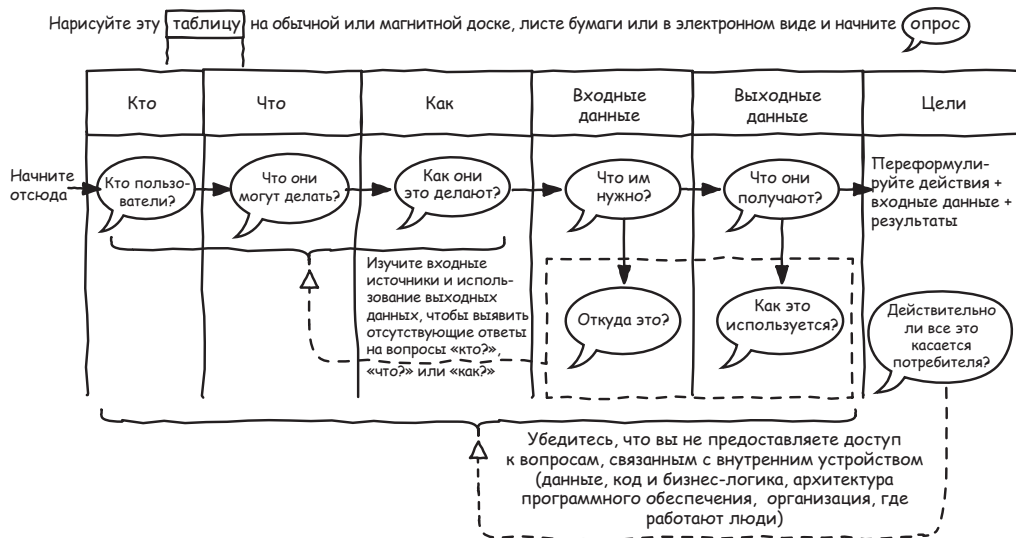 Нарисуйте эту таблицу на обычной или магнитной доске, листе бумаги или в электронном виде и начните опрос
Кто
Что
Как
Входные
данные
Выходные
данные
Цели
Начните
отсюда
Кто пользо-
ватели?
Что они
могут делать?
Как они
это делают?
Что им
нужно?
Что они
получают?
Переформули-
руйте действия +
входные данные +
результаты
Изучите входные
источники и исполь-
зование выходных
данных, чтобы выявить
отсутствующие ответы
на вопросы «кто?»,
«что?» или «как?»
Откуда это?
Как это
используется?
Действительно
ли все это
касается
потребителя?
Убедитесь, что вы не предоставляете доступ
к вопросам, связанным с внутренним устройством
(данные, код и бизнес-логика, архитектура
программного обеспечения, организация, где
работают люди)